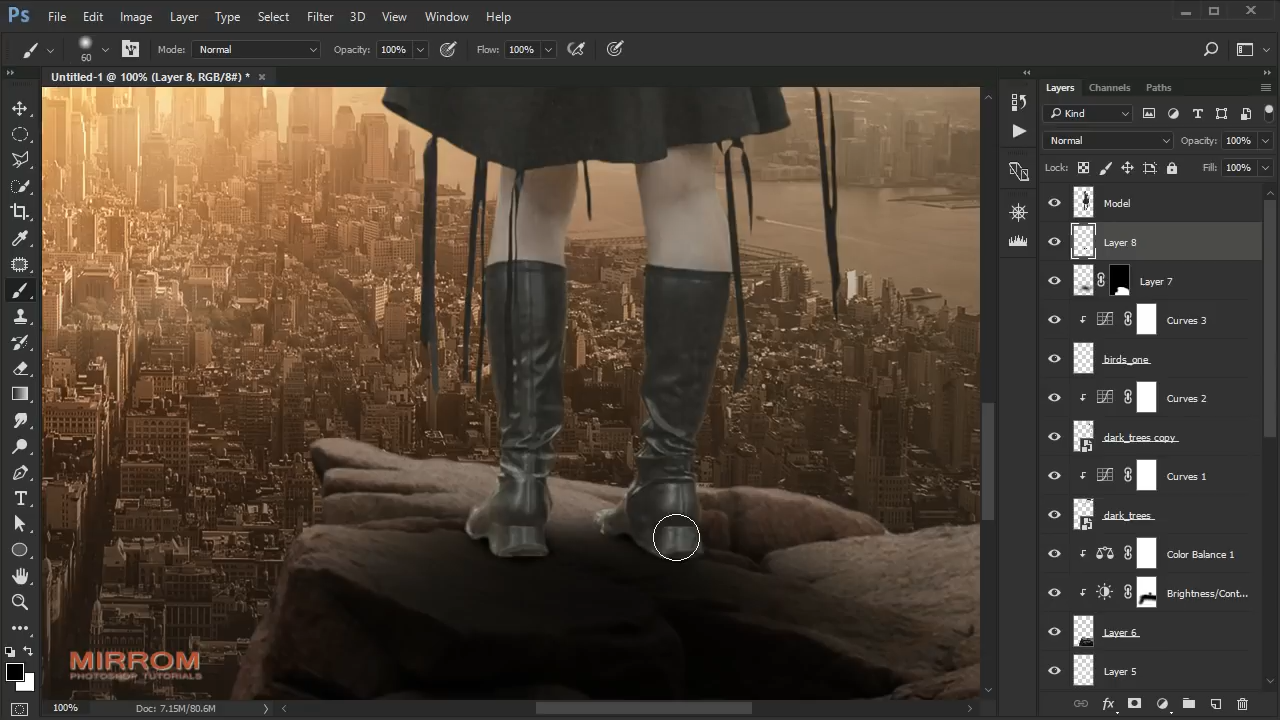 Ps File Edit Image Layer Type Select Filter 3D View Window Help
60 Mode: Normal Opacity: 100% Flow: 100%
Untitled-1 @ 100% (Layer 8, RGB/8#) *
Layers Channels Paths
Kind
Normal Opacity: 100%
Lock: Fill: 100%
Model
Layer 8
Layer 7
Curves 3
birds_one
Curves 2
dark_trees copy
Curves 1
dark_trees
Color Balance 1
Brightness/Cont...
Layer 6
Layer 5
MIRROM
PHOTOSHOP TUTORIALS
100% Doc: 7.15M/80.6M